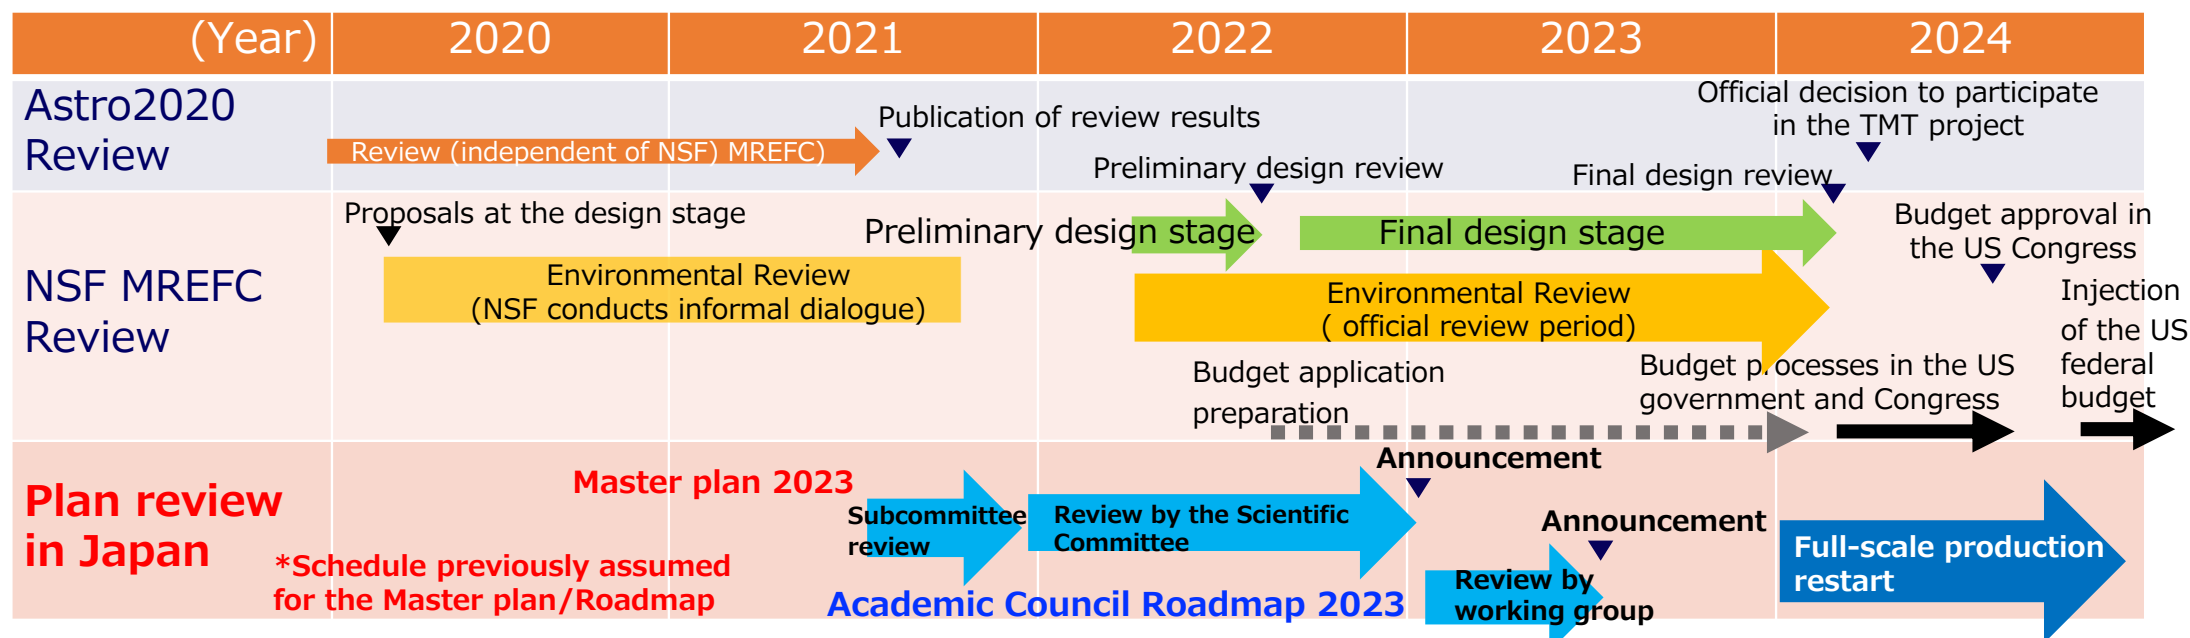 (Year)
2020
2021
2022
2023
2024
Astro2020
Review
Review (independent of NSF) MREFC)
Publication of review results
Preliminary design review
Official decision to participate
in the TMT project
Final design review
NSF MREFC
Review
Proposals at the design stage
Environmental Review
(NSF conducts informal dialogue)
Preliminary design stage
Final design stage
Environmental Review
( official review period)
Budget approval in
the US Congress
Injection
of the US
federal
budget
Budget application
preparation
Budget processes in the US
government and Congress
Plan review
in Japan
*Schedule previously assumed
for the Master plan/Roadmap
Master plan 2023
Subcommittee
review
Review by the Scientific
Committee
Announcement
Academic Council Roadmap 2023
Review by
working group
Announcement
Full-scale production
restart